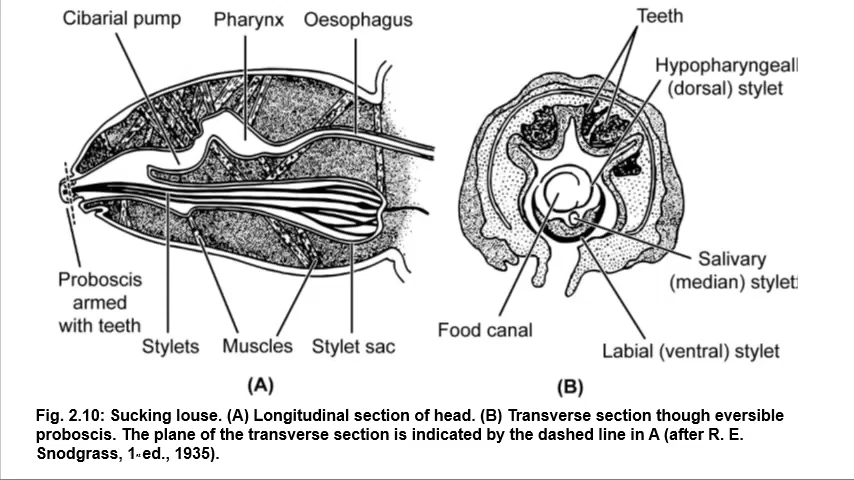 Cibarial pump
Pharynx
Oesophagus
Teeth
Hypopharyngeall
(dorsal) stylet
Proboscis
armed
with teeth
Stylets
Muscles
Stylet sac
Food canal
Salivary
(median) stylet
Labial (ventral) stylet
(A)
(B)
Fig. 2.10: Sucking louse. (A) Longitudinal section of head. (B) Transverse section though eversible
proboscis. The plane of the transverse section is indicated by the dashed line in A (after R. E.
Snodgrass, 1 ed., 1935).